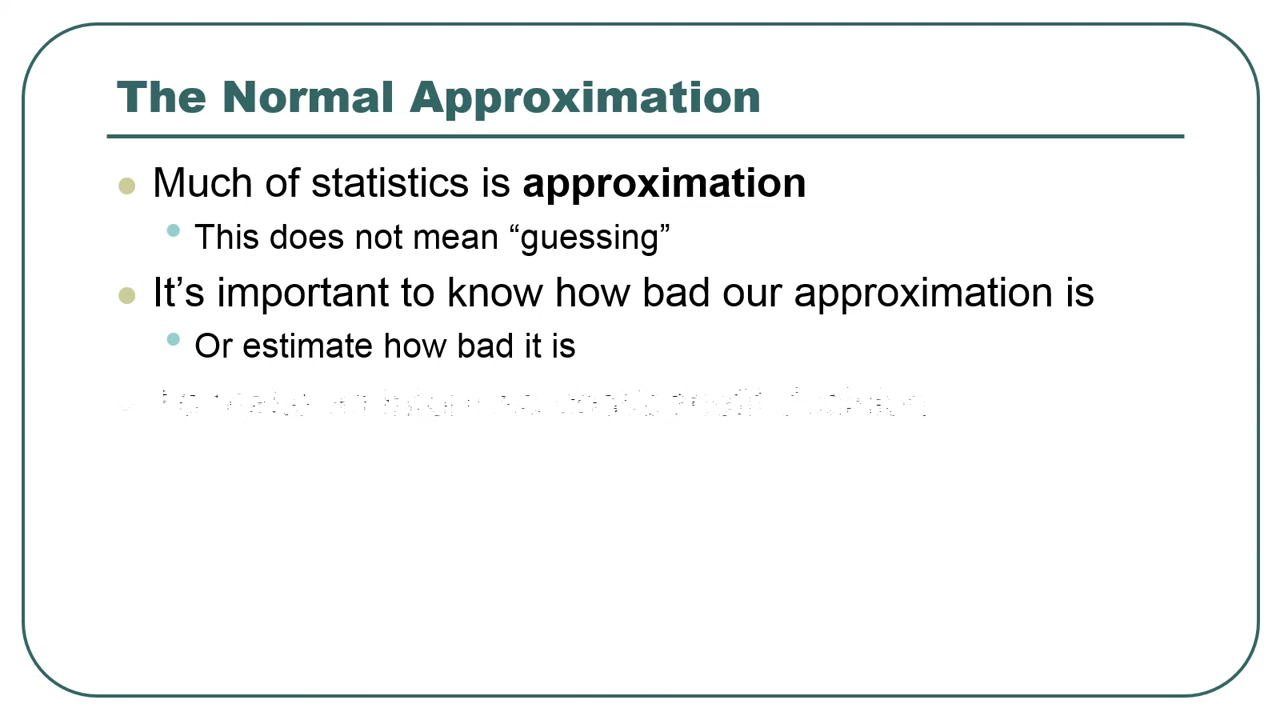 The Normal Approximation
Much of statistics is approximation
This does not mean “guessing”
It’s important to know how bad our approximation is
Or estimate how bad it is